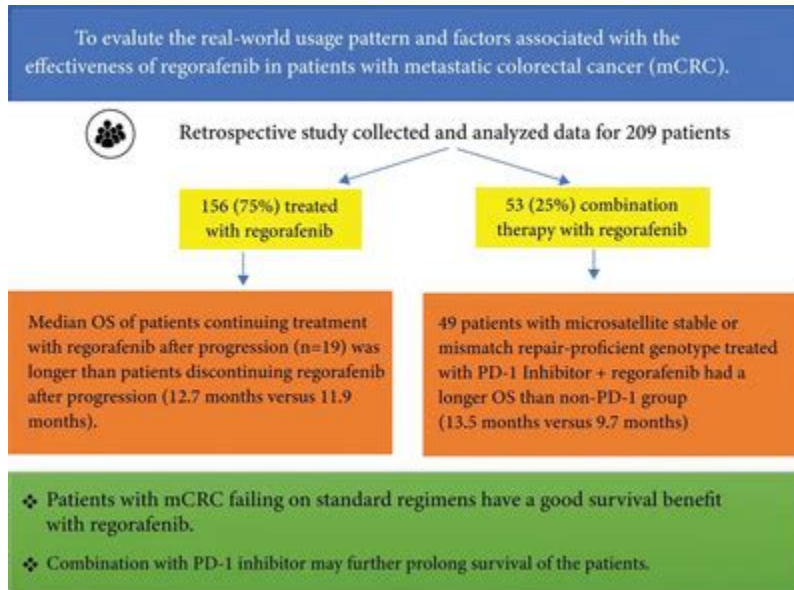 To evaluate the real-world usage pattern and factors associated with the
effectiveness of regorafenib in patients with metastatic colorectal cancer (mCRC).
Retrospective study collected and analyzed data for 209 patients
156 (75%) treated
with regorafenib
53 (25%) combination
therapy with regorafenib
Median OS of patients continuing treatment
with regorafenib after progression (n=19) was
longer than patients discontinuing regorafenib
after progression (12.7 months versus 11.9
months).
49 patients with microsatellite stable or
mismatch repair-proficient genotype treated
with PD-1 Inhibitor + regorafenib had a
longer OS than non-PD-1 group
(13.5 months versus 9.7 months)
❖ Patients with mCRC failing on standard regimens have a good survival benefit
with regorafenib.
❖ Combination with PD-1 inhibitor may further prolong survival of the patients.